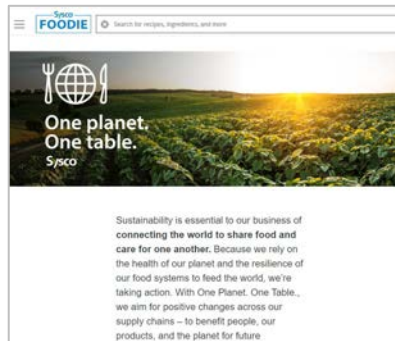 Sysco
FOODIE
Search for recipes, ingredients, and more
One planet.
One table.
Sysco
Sustainability is essential to our business of
connecting the world to share food and
care for one another. Because we rely on
the health of our planet and the resilience of
our food systems to feed the world, we're
taking action. With One Planet. One Table.,
we aim for positive changes across our
supply chains – to benefit people, our
products, and the planet for future